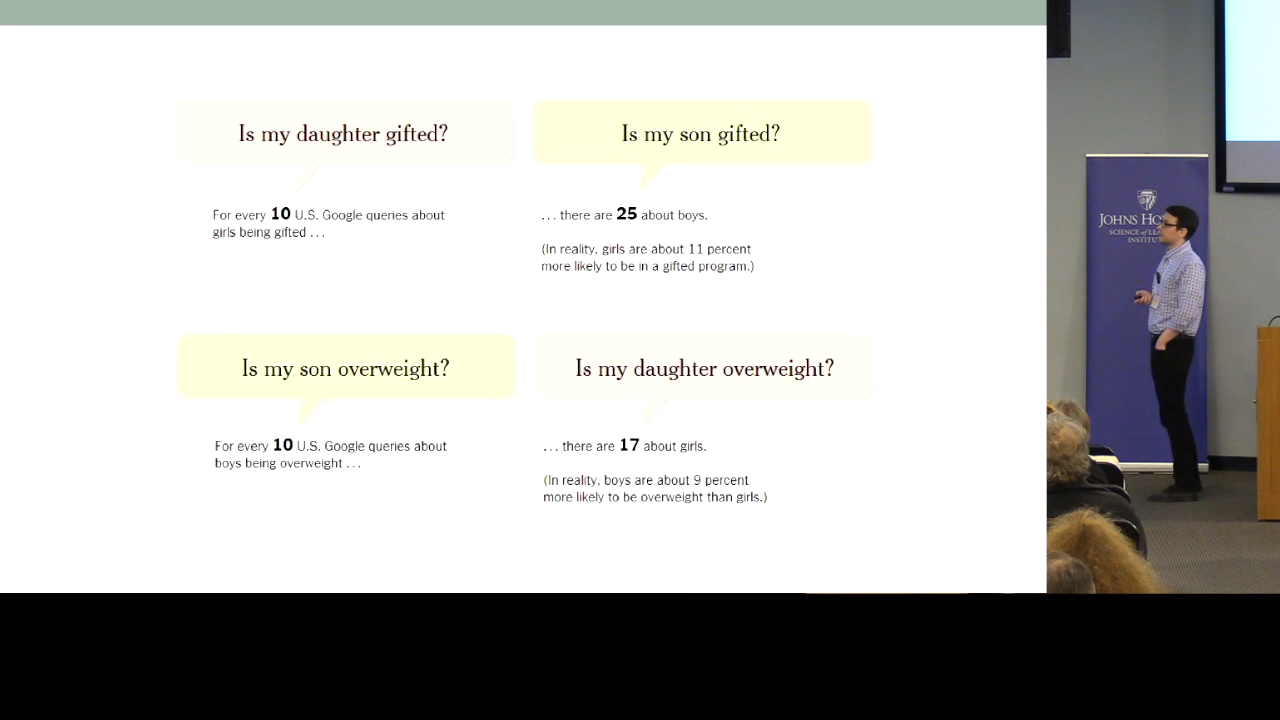 Is my daughter gifted?
Is my son gifted?
For every 10 U.S. Google queries about
girls being gifted ...
... there are 25 about boys.
(In reality, girls are about 11 percent
more likely to be in a gifted program.)
Is my son overweight?
Is my daughter overweight?
For every 10 U.S. Google queries about
boys being overweight ...
... there are 17 about girls.
(In reality, boys are about 9 percent
more likely to be overweight than girls.)
JOHNS
SCIENCE of